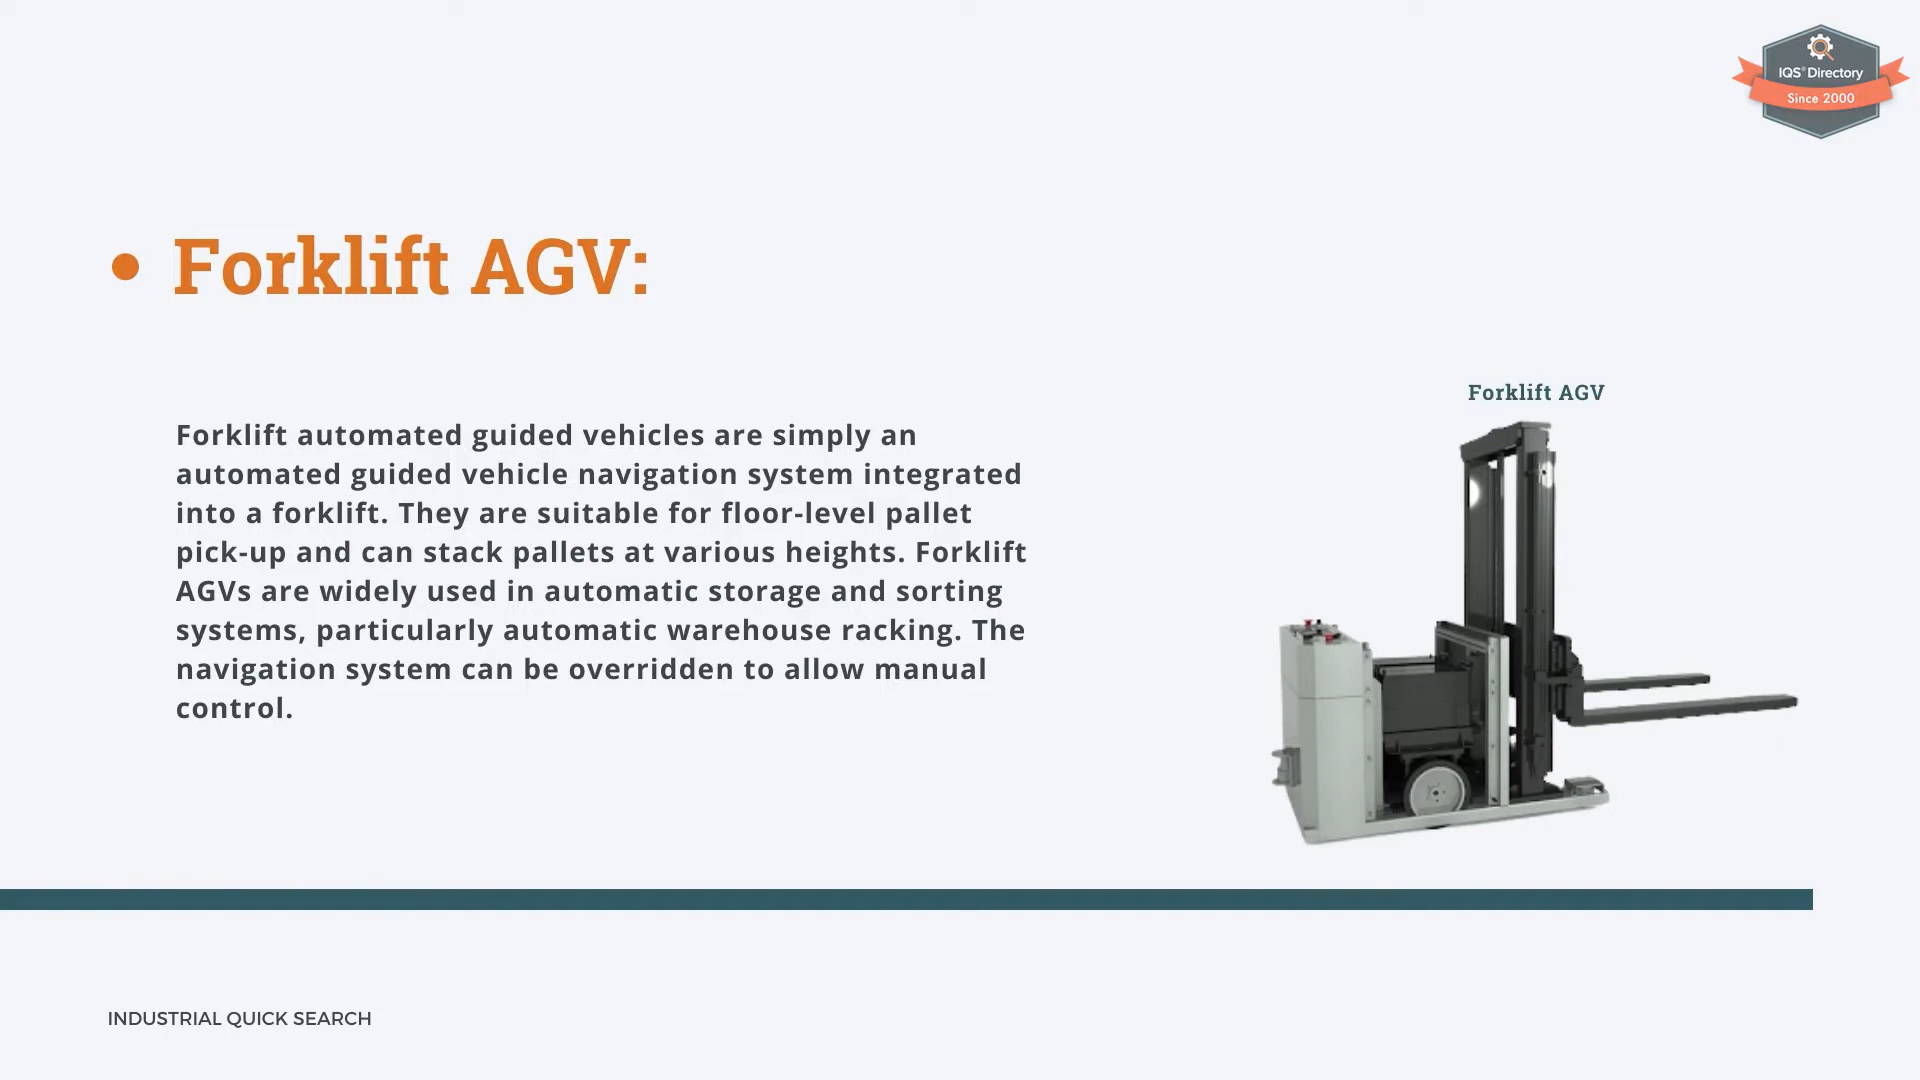 IQS® Directory
Since 2000
• Forklift AGV:
Forklift AGV
Forklift automated guided vehicles are simply an
automated guided vehicle navigation system integrated
into a forklift. They are suitable for floor-level pallet
pick-up and can stack pallets at various heights. Forklift
AGVs are widely used in automatic storage and sorting
systems, particularly automatic warehouse racking. The
navigation system can be overridden to allow manual
control.
INDUSTRIAL QUICK SEARCH